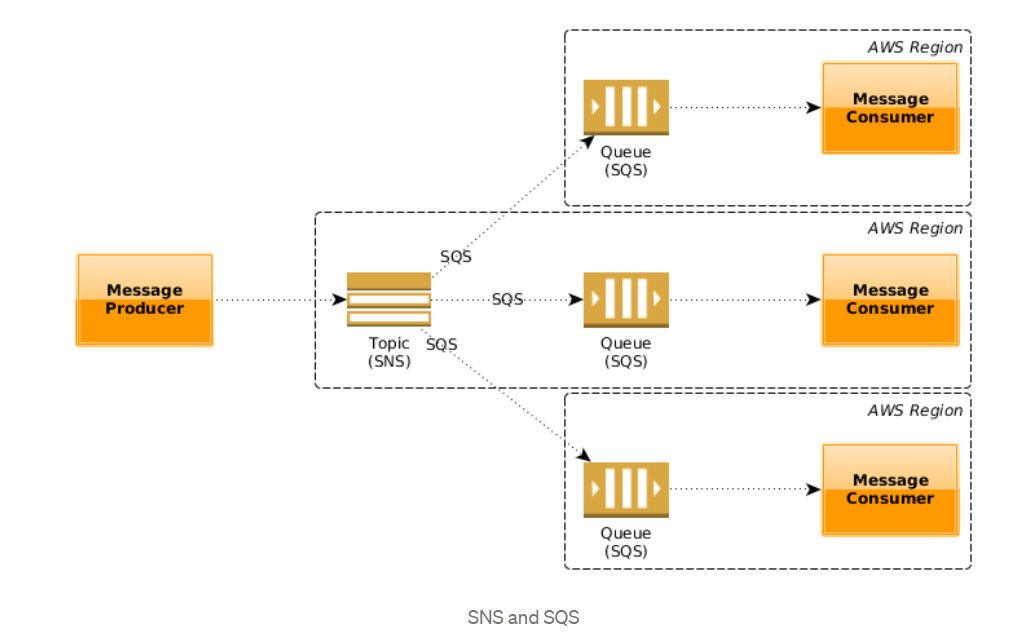 AWS Region
Message
Consumer
Queue
(SQS)
AWS Region
SQS
Message
Producer
SQS
Message
Consumer
Topic
(SNS)
SQS
Queue
(SQS)
AWS Region
Message
Consumer
Queue
(SQS)
SNS and SQS